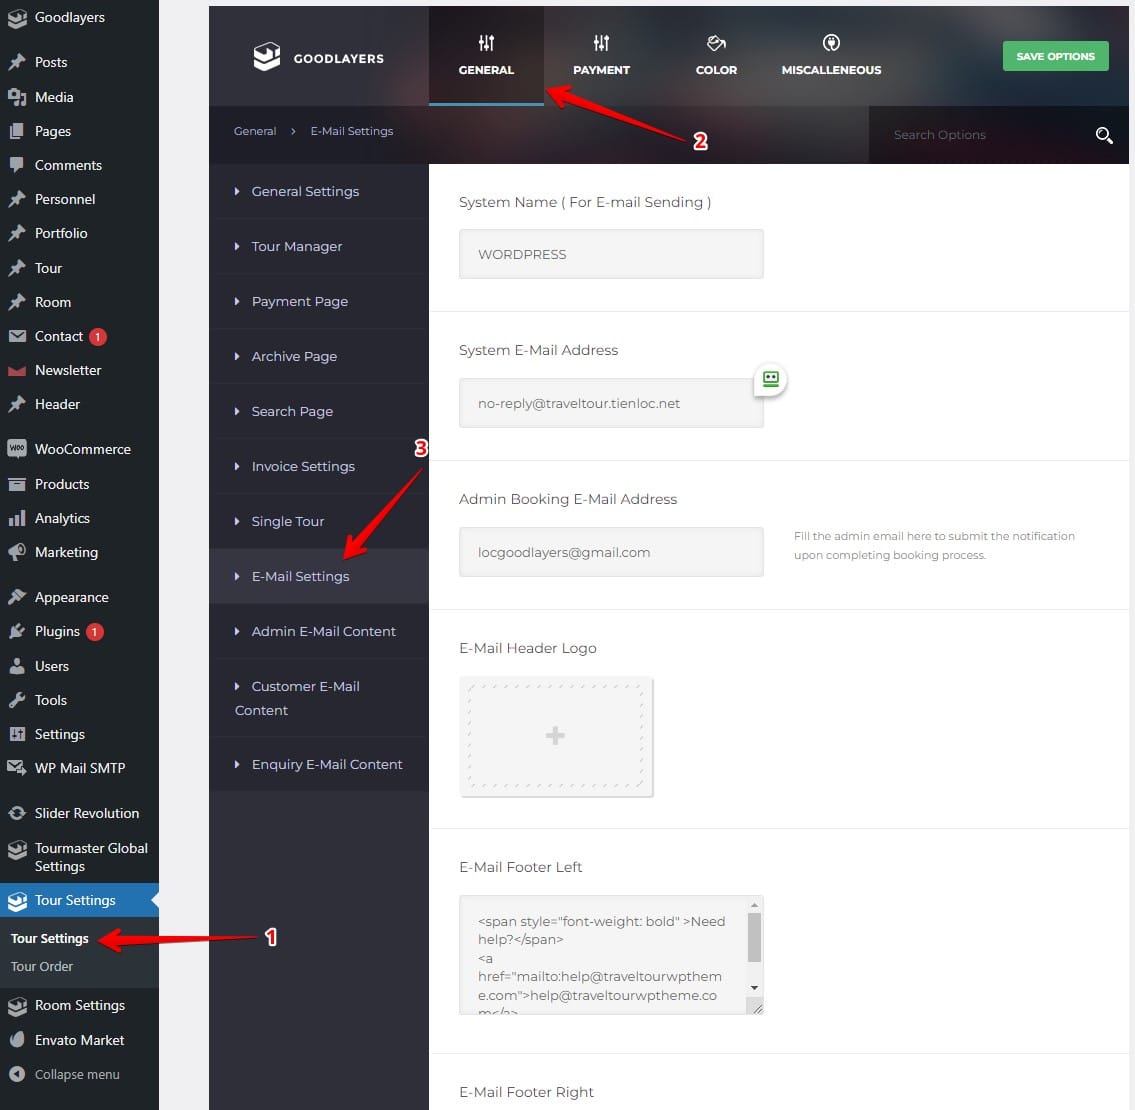 Goodlayers
Posts
Media
Pages
Comments
Personnel
Portfolio
Tour
Room
Contact 1
Newsletter
Header
WOO WooCommerce
Products
Analytics
Marketing
Appearance
Plugins 1
Users
Tools
Settings
WP Mail SMTP
Slider Revolution
Tourmaster Global
Settings
Tour Settings
Tour Settings
1
Tour Order
Room Settings
Envato Market
Collapse menu
GOODLAYERS
GENERAL
PAYMENT
COLOR
MISCALLENEOUS
SAVE OPTIONS
2
General > E-Mail Settings
Search Options
General Settings
Tour Manager
Payment Page
Archive Page
Search Page
3
Invoice Settings
Single Tour
E-Mail Settings
Admin E-Mail Content
Customer E-Mail
Content
Enquiry E-Mail Content
System Name ( For E-mail Sending )
WORDPRESS
System E-Mail Address
no-reply@traveltour.tienloc.net
Admin Booking E-Mail Address
locgoodlayers@gmail.com
Fill the admin email here to submit the notification
upon completing booking process.
E-Mail Header Logo
E-Mail Footer Left
<span style="font-weight: bold" >Need
help?</span>
<a
href="mailto:help@traveltourwpthem
e.com">help@traveltourwptheme.co
m</a>
E-Mail Footer Right